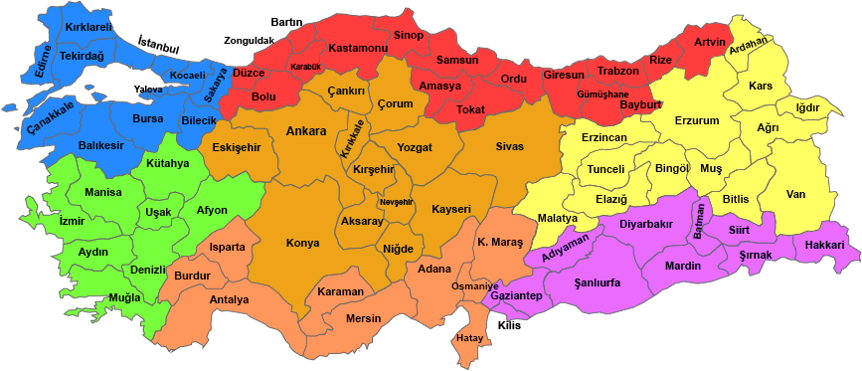 Kırklareli
Edirne
Tekirdağ
İstanbul
Kocaeli
Yalova
Sakarya
Çanakkale
Bursa
Bilecik
Balıkesir
Bartın
Zonguldak
Karabük
Kastamonu
Sinop
Düzce
Bolu
Samsun
Amasya
Ordu
Tokat
Giresun
Trabzon
Gümüşhane
Bayburt
Rize
Artvin
Ardahan
Kars
Iğdır
Erzurum
Ağrı
Erzincan
Tunceli
Bingöl
Muş
Elazığ
Bitlis
Van
Malatya
Çankırı
Çorum
Ankara
Kırıkkale
Eskişehir
Yozgat
Sivas
Kırşehir
Nevşehir
Kayseri
Aksaray
Niğde
Konya
Kütahya
Manisa
Uşak
Afyon
İzmir
Aydın
Denizli
Muğla
Isparta
Burdur
Antalya
Karaman
Mersin
Adana
K. Maraş
Osmaniye
Hatay
Adıyaman
Diyarbakır
Batman
Siirt
Şırnak
Hakkari
Mardin
Şanlıurfa
Gaziantep
Kilis